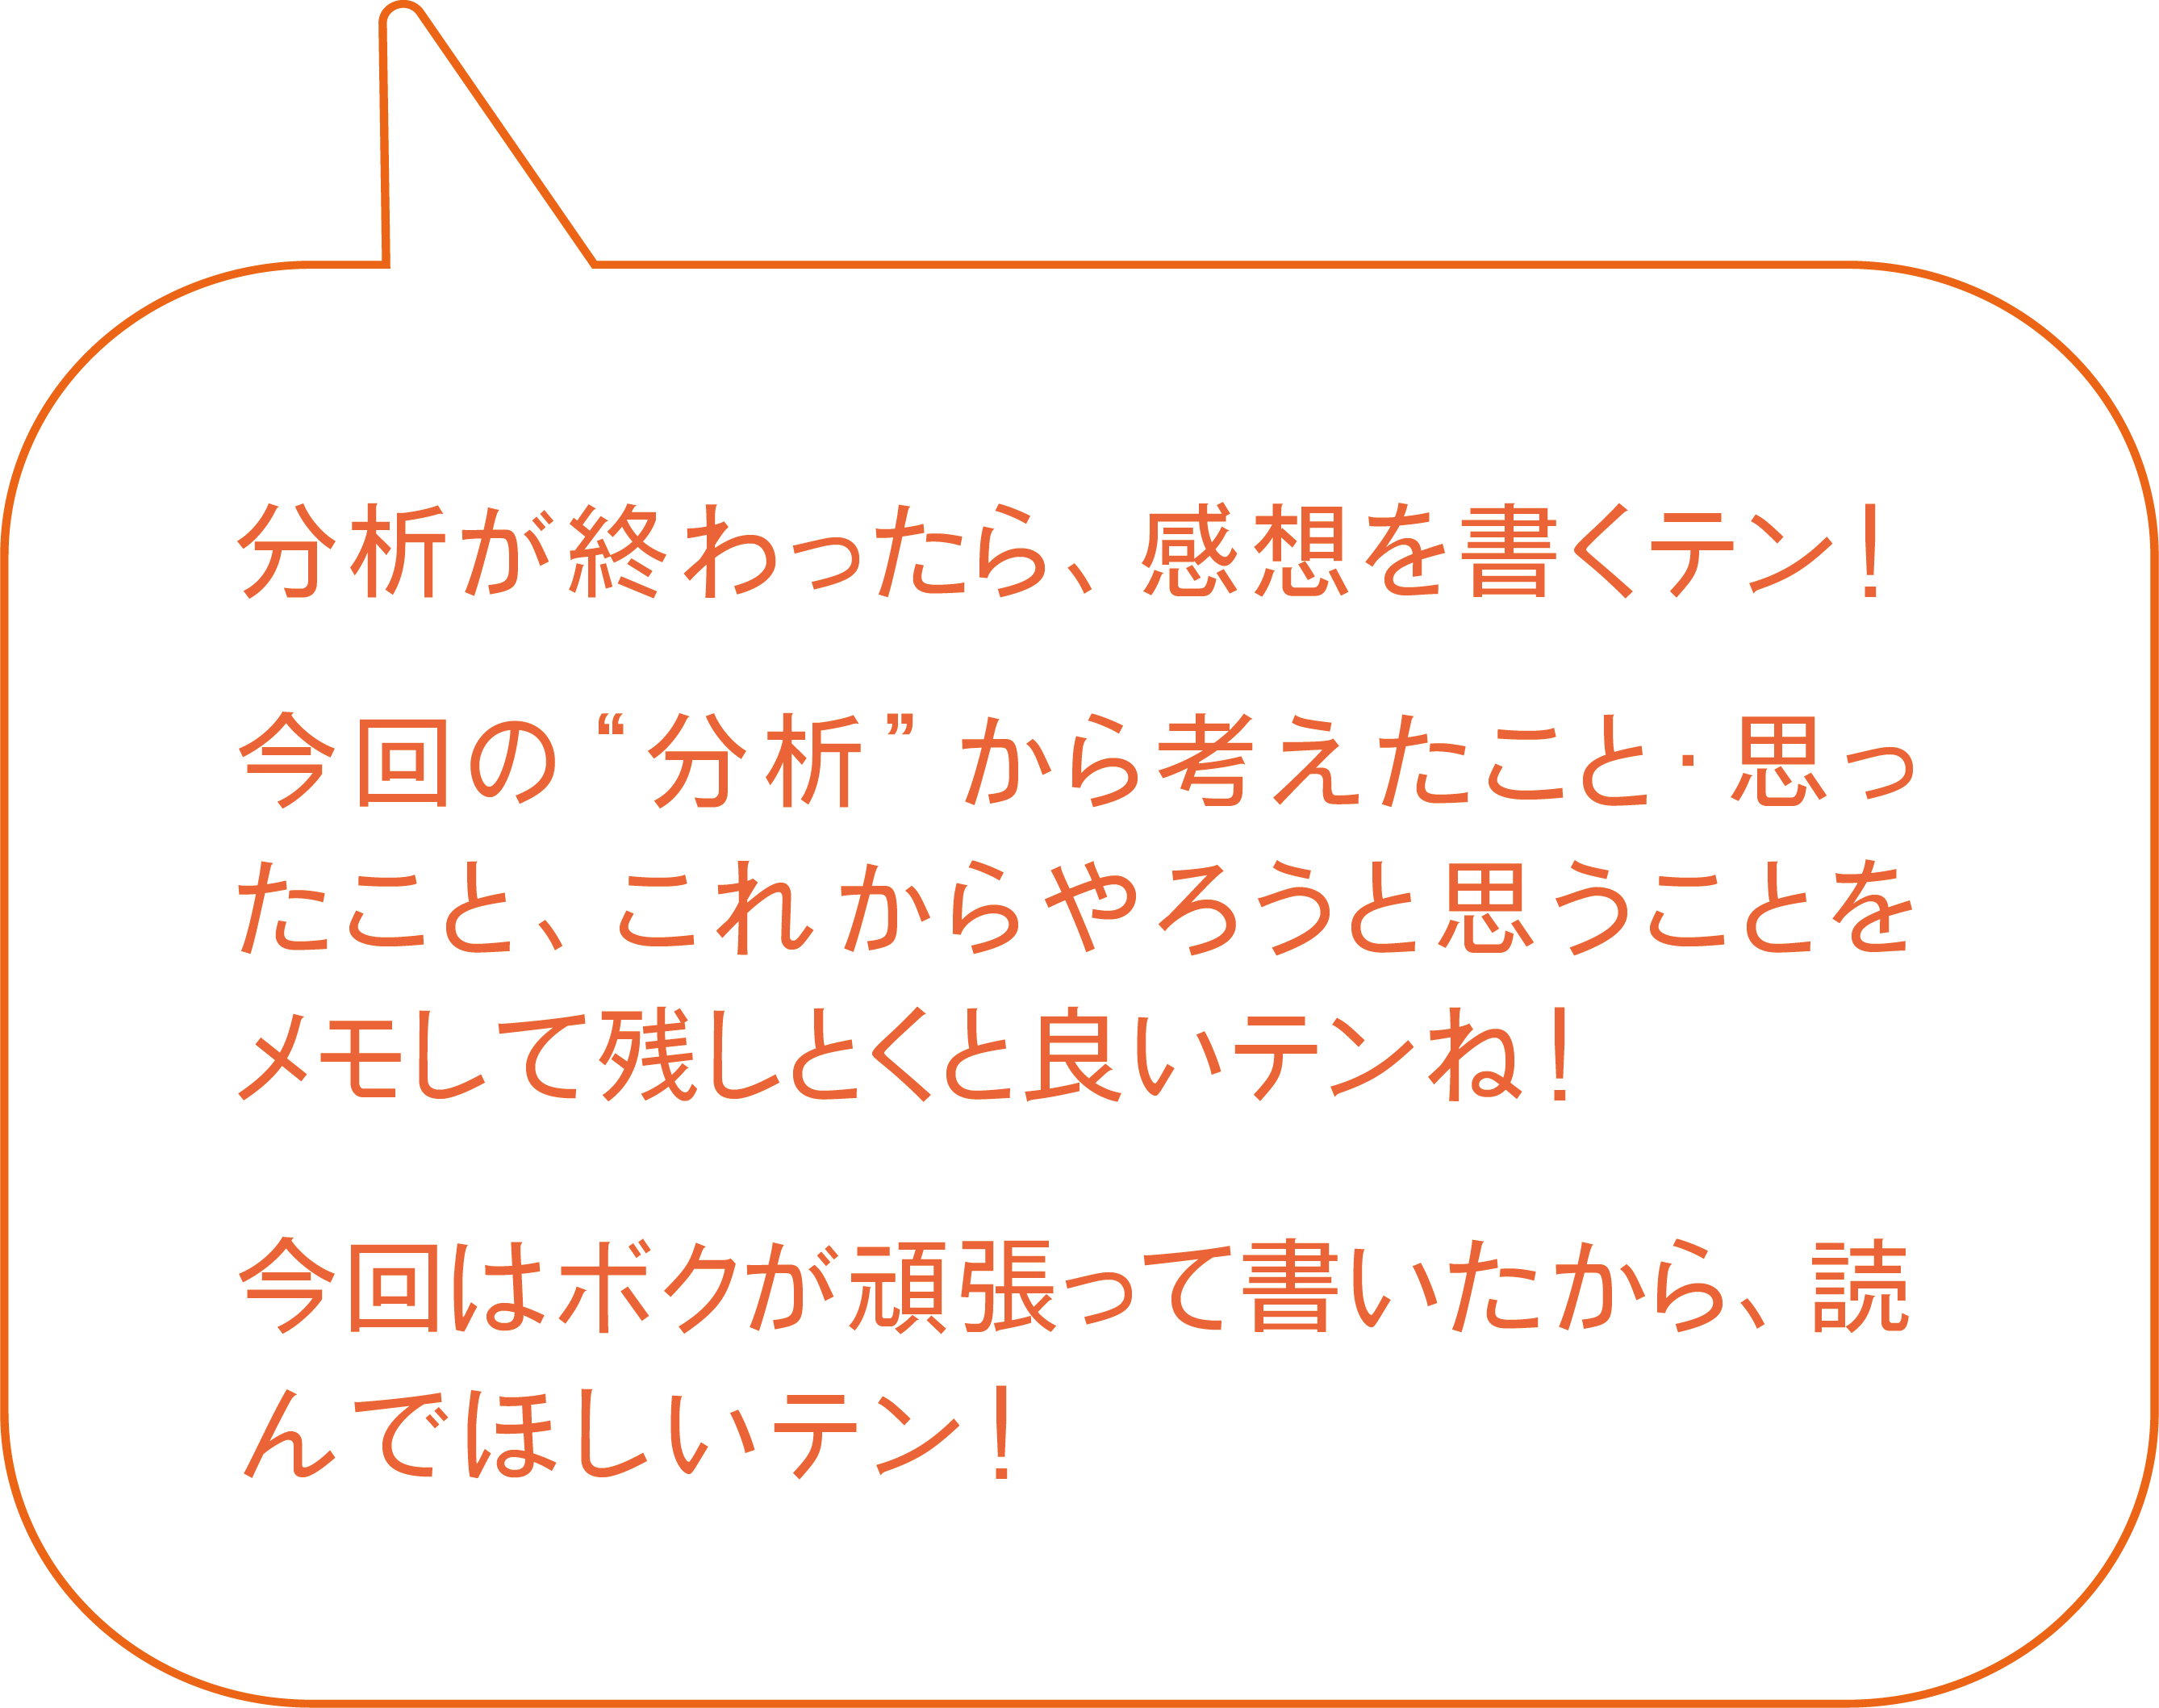 分析が終わったら、感想を書くテン！
今回の“分析”から考えたこと・思っ
たこと、これからやろうと思うことを
メモして残しとくと良いテンね！
今回はボクが頑張って書いたから、読
んでほしいテン！